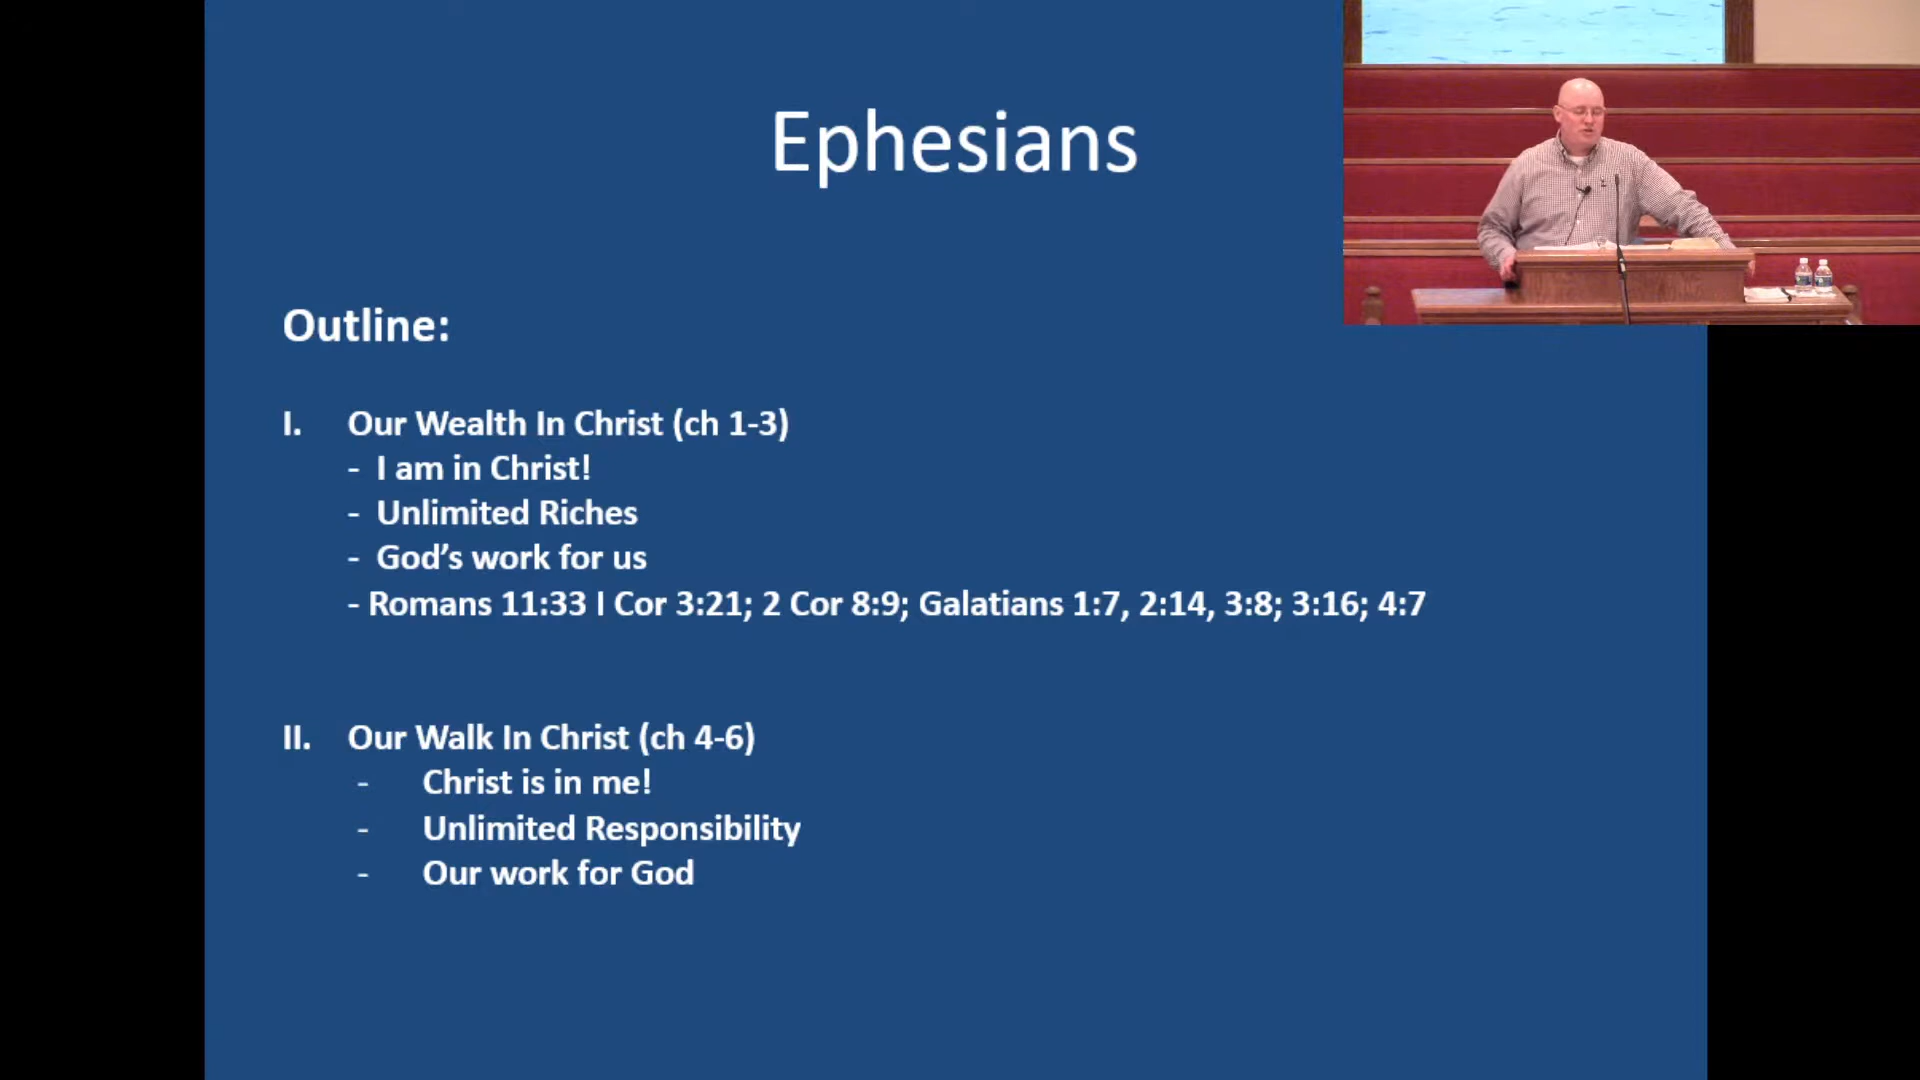 Ephesians
Outline:
I. Our Wealth In Christ (ch 1-3)
- I am in Christ!
- Unlimited Riches
- God’s work for us
- Romans 11:33 I Cor 3:21; 2 Cor 8:9; Galatians 1:7, 2:14, 3:8; 3:16; 4:7
II. Our Walk In Christ (ch 4-6)
- Christ is in me!
- Unlimited Responsibility
- Our work for God